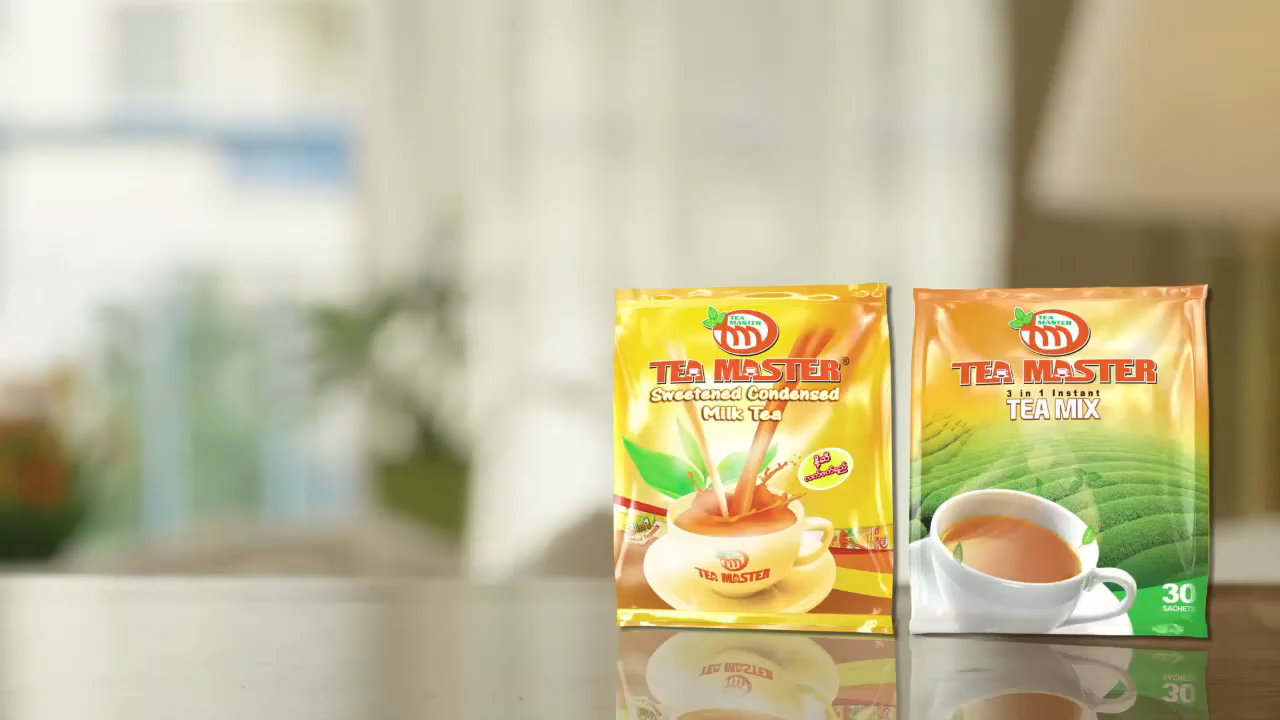 TEA
MASTER
TEA MASTER®
Sweetened Condensed
Milk Tea
TEA MASTER
TEA
MASTER
TEA MASTER
3 in 1 Instant
TEA MIX
30
SACHETS